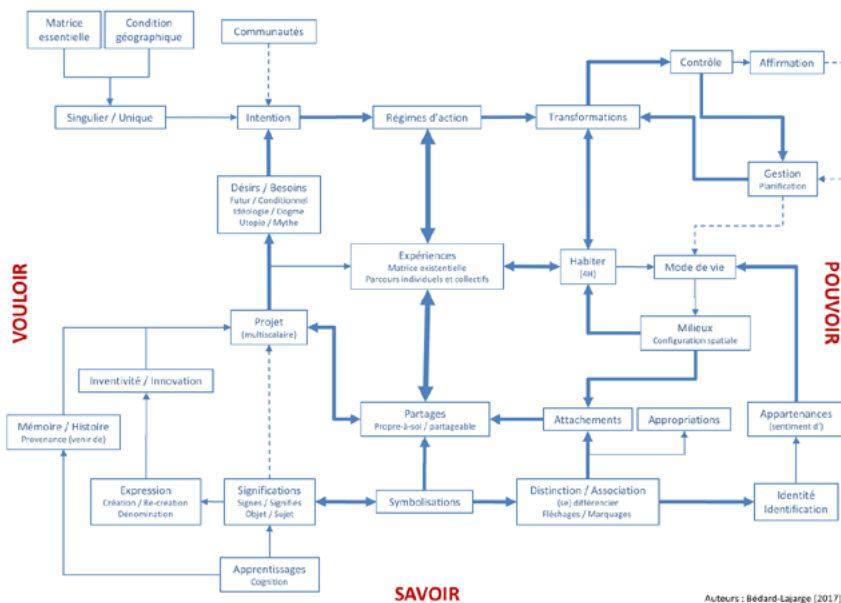 Matrice
essentielle
Condition
géographique
Communautés
Contrôle
Affirmation
Singulier / Unique
Intention
Régimes d'action
Transformations
Gestion
Planification
Désirs / Besoins
Futur / Conditionnel
Idéologie / Dogme
Utopie / Mythe
Expériences
Matrice existentielle
Parcours individuels et collectifs
Habiter
[4H]
Mode de vie
VOULOIR
POUVOIR
Projet
(multiscalaire)
Milieux
Configuration spatiale
Inventivité / Innovation
Mémoire / Histoire
Provenance (venir de)
Partages
Propre-à-soi / partageable
Attachements
Appropriations
Appartenances
(sentiment d')
Expression
Création / Re-création
Dénomination
Significations
Signes / Signifiés
Objet / Sujet
Symbolisations
Distinction / Association
(se) différencier
Fléchages / Marquages
Identité
Identification
Apprentissages
Cognition
SAVOIR
Auteurs : Bédard-Lajarge [2017]